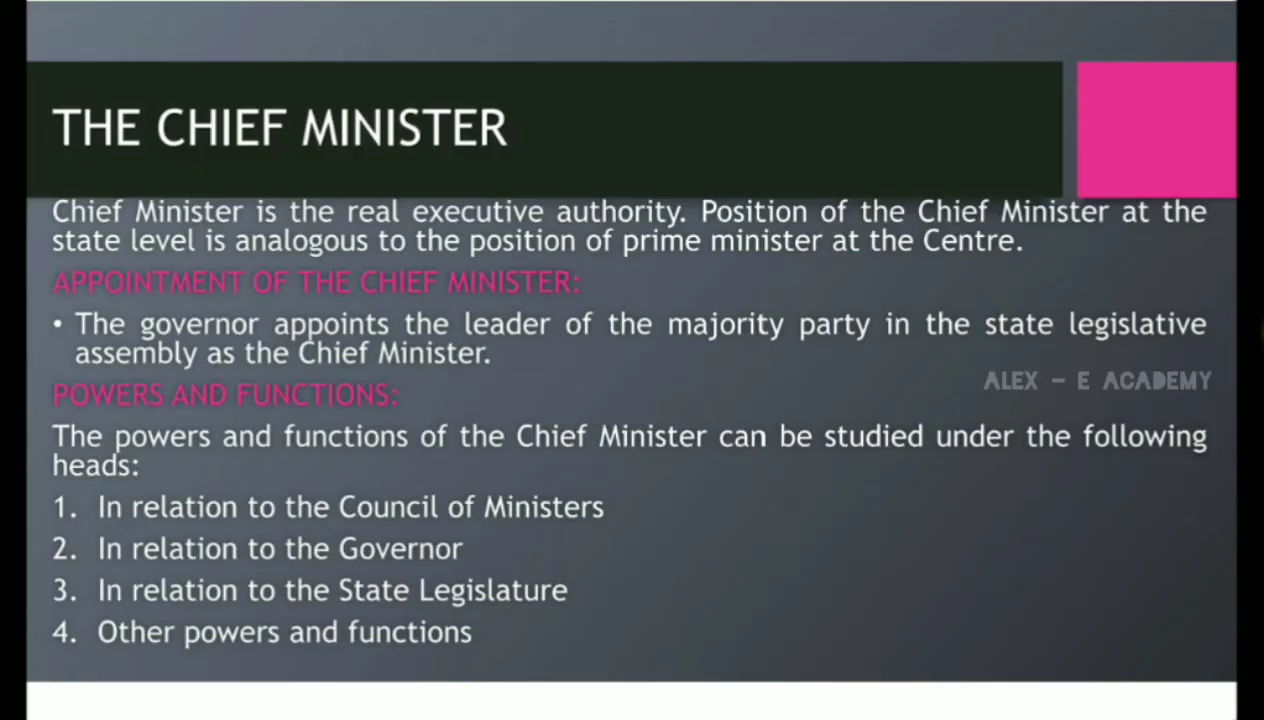 THE CHIEF MINISTER
Chief Minister is the real executive authority. Position of the Chief Minister at the
state level is analogous to the position of prime minister at the Centre.
APPOINTMENT OF THE CHIEF MINISTER:
• The governor appoints the leader of the majority party in the state legislative
assembly as the Chief Minister.
ALEX – E ACADEMY
POWERS AND FUNCTIONS:
The powers and functions of the Chief Minister can be studied under the following
heads:
1. In relation to the Council of Ministers
2. In relation to the Governor
3. In relation to the State Legislature
4. Other powers and functions